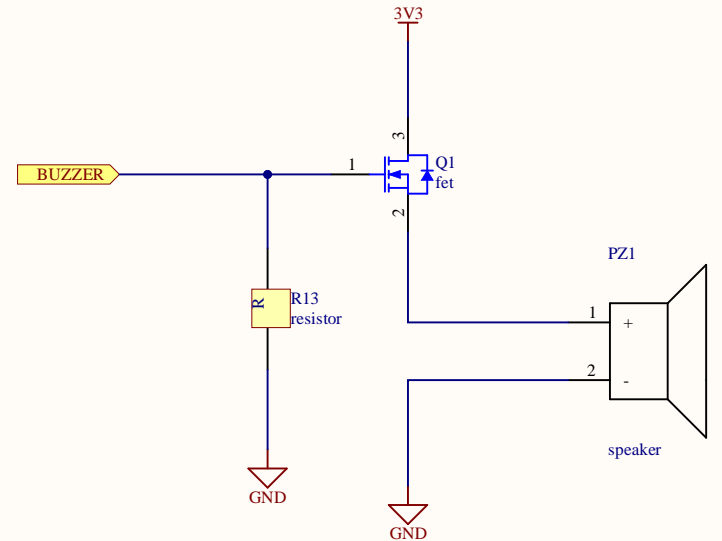 3V3
3
1
Q1
fet
BUZZER
2
PZ1
R
R13
resistor
1
+
2
-
speaker
GND
GND